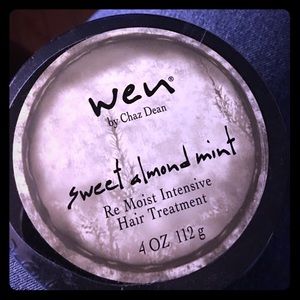 wen®
by Chaz Dean
sweet almond mint
Re Moist Intensive
Hair Treatment
4 OZ 112 g